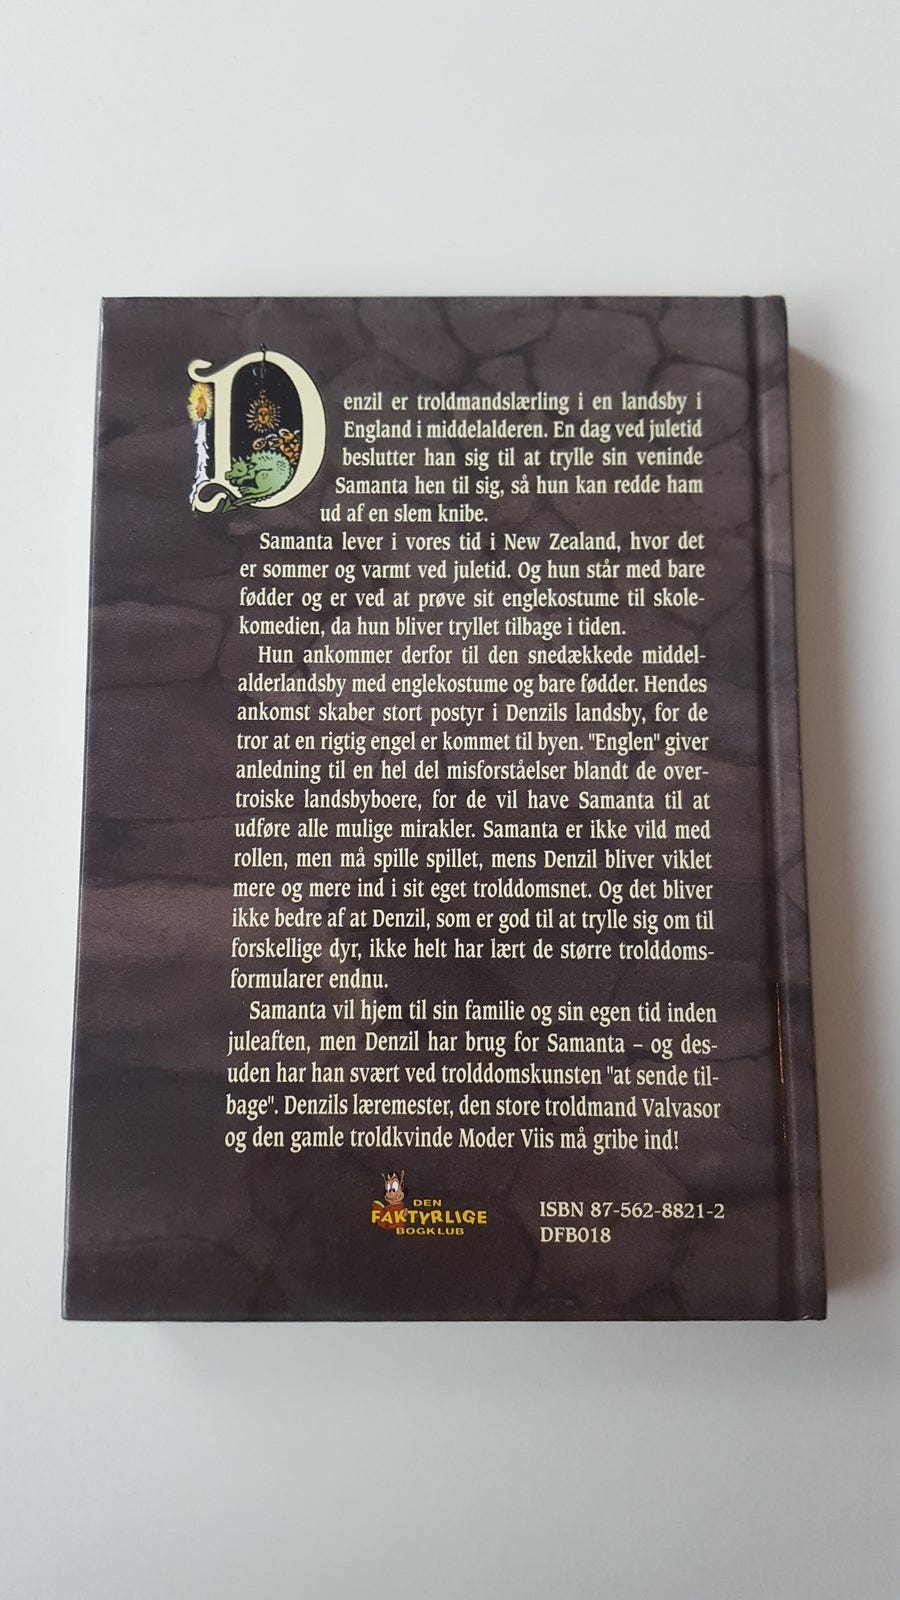 Denzil er troldmandslærling i en landsby i
England i middelalderen. En dag ved juletid
beslutter han sig til at trylle sin veninde
Samanta hen til sig, så hun kan redde ham
ud af en slem knibe.
Samanta lever i vores tid i New Zealand, hvor det
er sommer og varmt ved juletid. Og hun står med bare
fødder og er ved at prøve sit englekostume til skole-
komedien, da hun bliver tryllet tilbage i tiden.
Hun ankommer derfor til den snedækkede middel-
alderlandsby med englekostume og bare fødder. Hendes
ankomst skaber stort postyr i Denzils landsby, for de
tror at en rigtig engel er kommet til byen. "Englen" giver
anledning til en hel del misforståelser blandt de over-
troiske landsbyboere, for de vil have Samanta til at
udføre alle mulige mirakler. Samanta er ikke vild med
rollen, men må spille spillet, mens Denzil bliver viklet
mere og mere ind i sit eget trolddomsnet. Og det bliver
ikke bedre af at Denzil, som er god til at trylle sig om til
forskellige dyr, ikke helt har lært de større trolddoms-
formularer endnu.
Samanta vil hjem til sin familie og sin egen tid inden
juleaften, men Denzil har brug for Samanta – og des-
uden har han svært ved trolddomskunsten "at sende til-
bage". Denzils læremester, den store troldmand Valvasor
og den gamle troldkvinde Moder Viis må gribe ind!
DEN
FAKTYRLIGE
BOGKLUB
ISBN 87-562-8821-2
DFB018